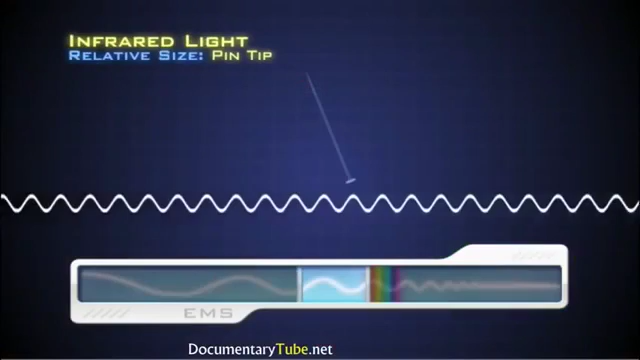 INFRARED LIGHT
RELATIVE SIZE: PIN TIP
EMS
DocumentaryTube.net